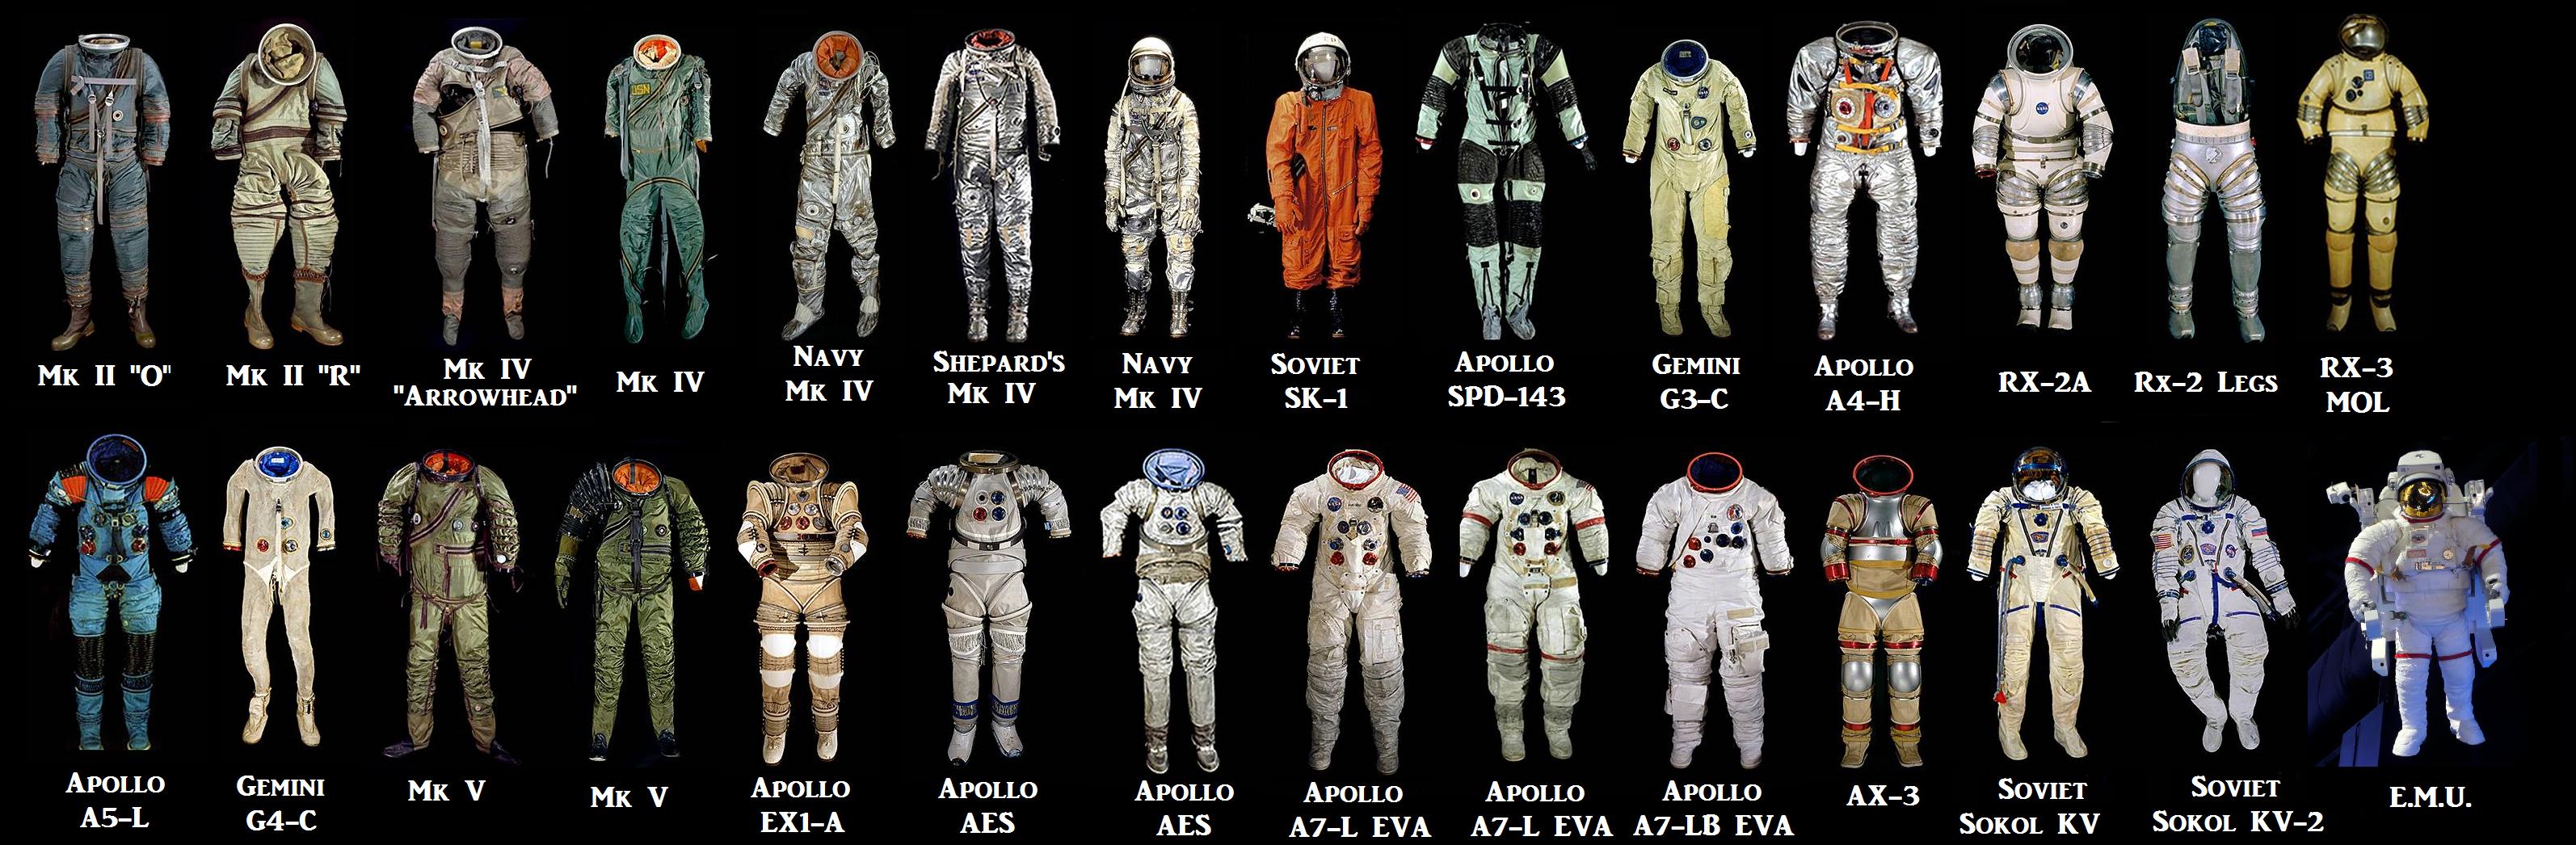 Mk II "O"
Mk II "R"
Mk IV
"Arrowhead"
Mk IV
Navy
Mk IV
Shepard's
Mk IV
Navy
Mk IV
Soviet
SK-1
Apollo
SPD-143
Gemini
G3-C
Apollo
A4-H
RX-2A
Rx-2 Legs
RX-3
MOL
USN
Apollo
A5-L
Gemini
G4-C
Mk V
Mk V
Apollo
EX1-A
Apollo
AES
Apollo
AES
Apollo
A7-L EVA
Apollo
A7-L EVA
Apollo
A7-LB EVA
AX-3
Soviet
Sokol KV
Soviet
Sokol KV-2
E.M.U.